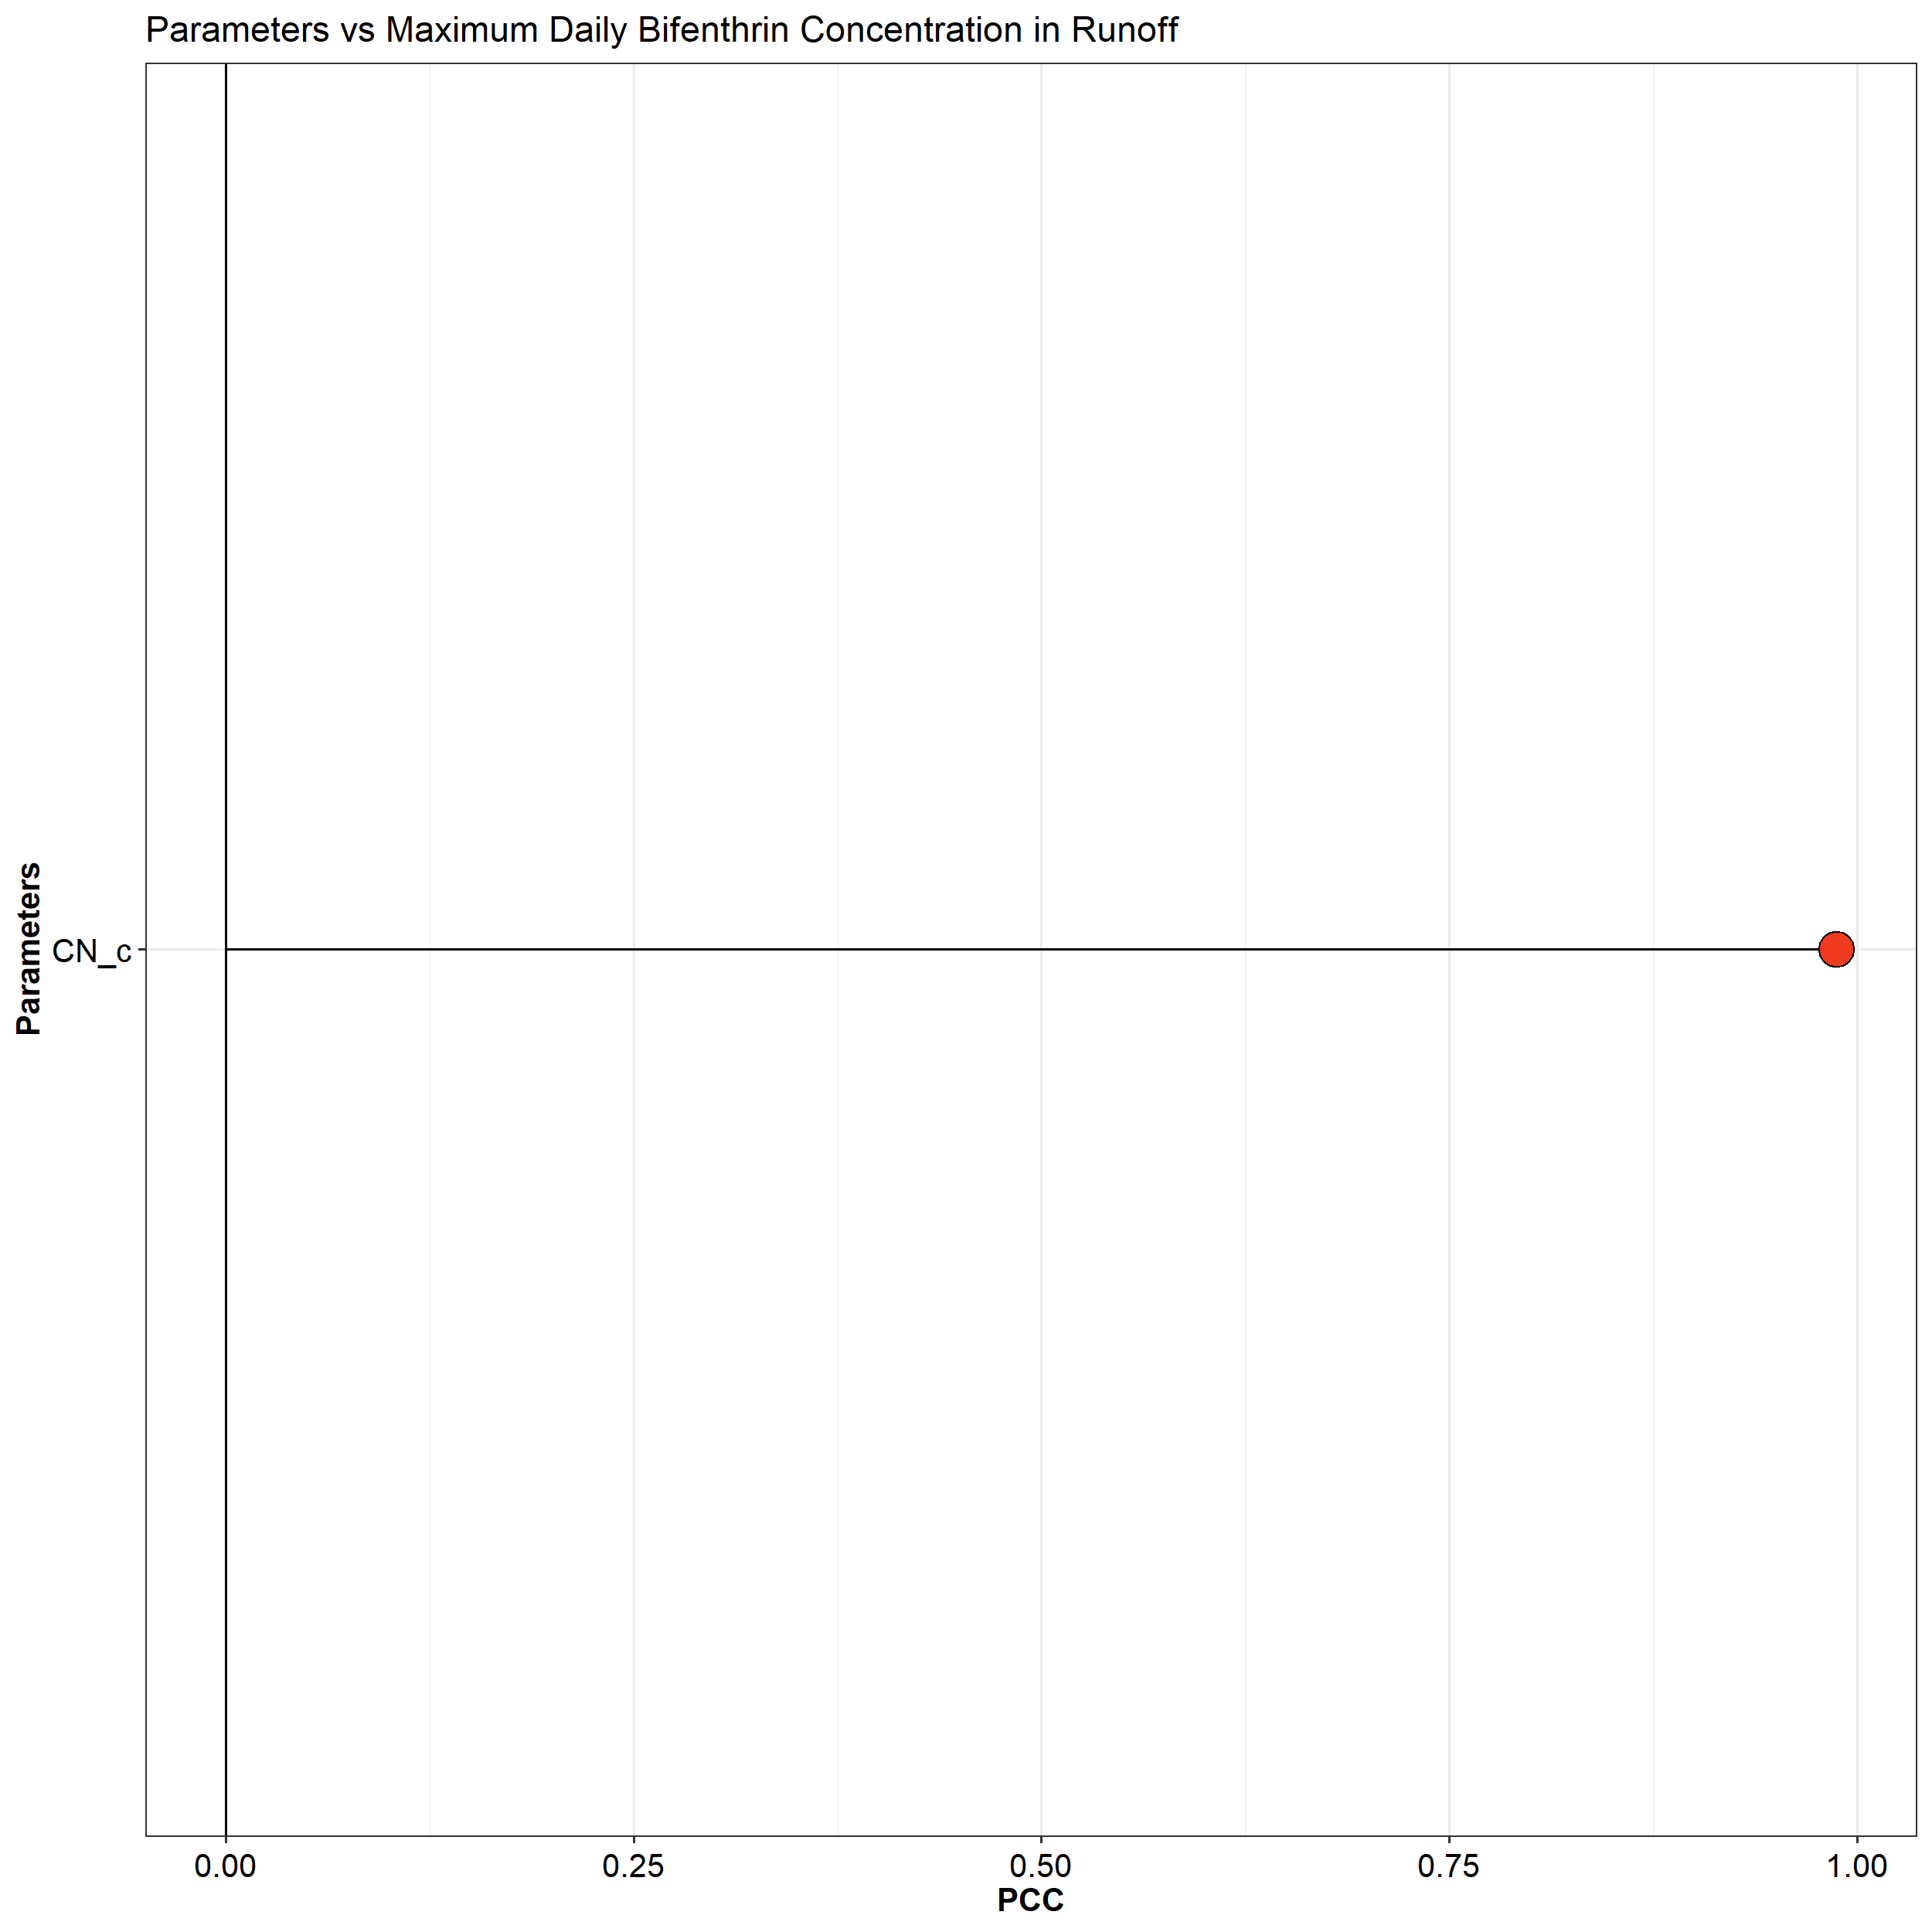 Parameters vs Maximum Daily Bifenthrin Concentration in Runoff
Parameters
CN_c
0.00 0.25 0.50 0.75 1.00
PCC